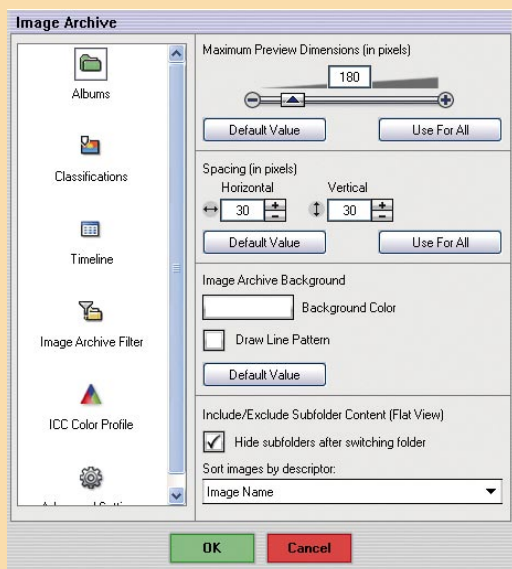 Image Archive
Albums
Classifications
Timeline
Image Archive Filter
ICC Color Profile
Maximum Preview Dimensions (in pixels)
180
Default Value
Use For All
Spacing (in pixels)
Horizontal
Vertical
30
30
Default Value
Use For All
Image Archive Background
Background Color
Draw Line Pattern
Default Value
Include/Exclude Subfolder Content (Flat View)
Hide subfolders after switching folder
Sort images by descriptor:
Image Name
OK
Cancel